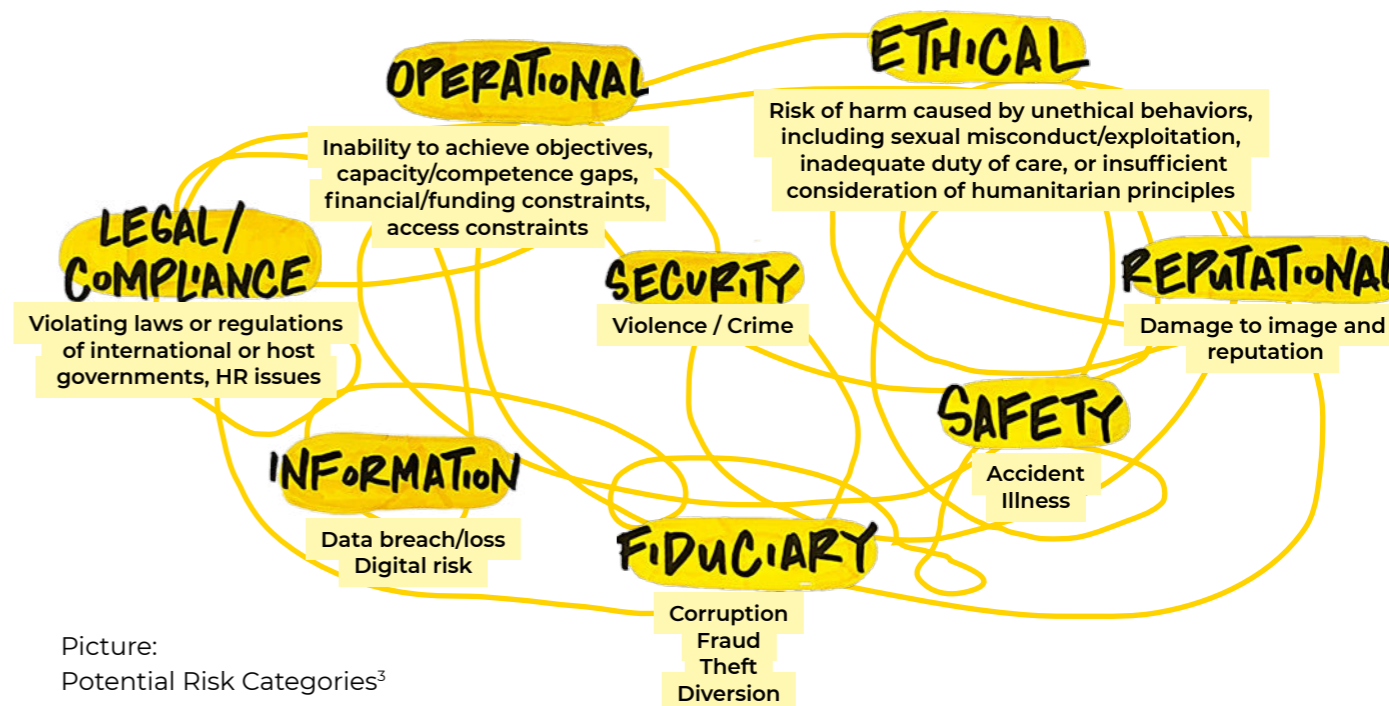 OPERATIONAL
Inability to achieve objectives,
capacity/competence gaps,
financial/funding constraints,
access constraints
ETHICAL
Risk of harm caused by unethical behaviors,
including sexual misconduct/exploitation,
inadequate duty of care, or insufficient
consideration of humanitarian principles
LEGAL/
COMPLIANCE
Violating laws or regulations
of international or host
governments, HR issues
SECURITY
Violence / Crime
REPUTATIONAL
Damage to image and
reputation
SAFETY
Accident
Illness
INFORMATION
Data breach/loss
Digital risk
FIDUCIARY
Corruption
Fraud
Theft
Diversion
Picture:
Potential Risk Categories³